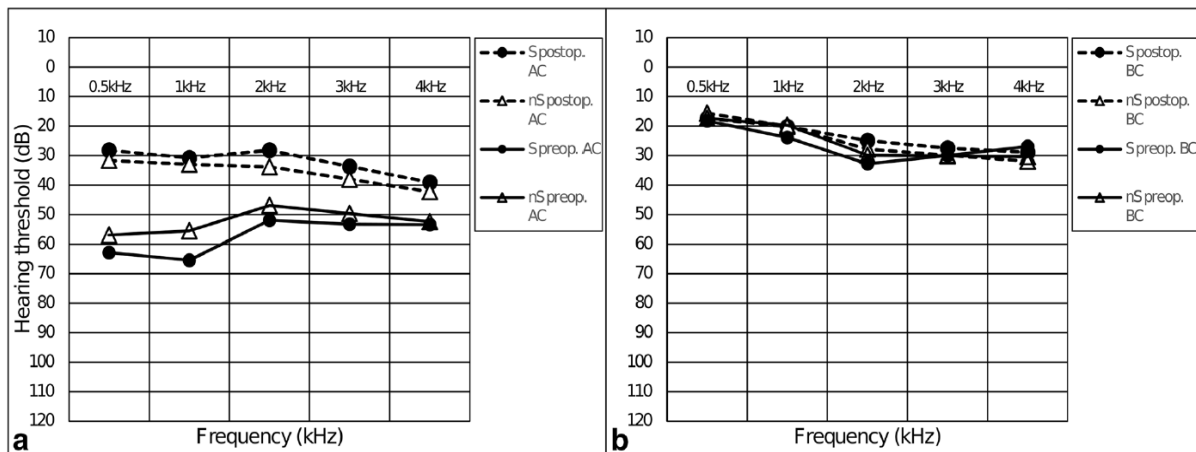 10
0
10
20
30
40
50
60
70
80
90
100
110
120
Hearing threshold (dB)
0.5kHz 1kHz 2kHz 3kHz 4kHz
Frequency (kHz)
a
S postop.
AC
nS postop.
AC
S preop. AC
nS preop.
AC
10
0
10
20
30
40
50
60
70
80
90
100
110
120
0.5kHz 1kHz 2kHz 3kHz 4kHz
Frequency (kHz)
b
S postop.
BC
nS postop.
BC
S preop. BC
nS preop.
BC